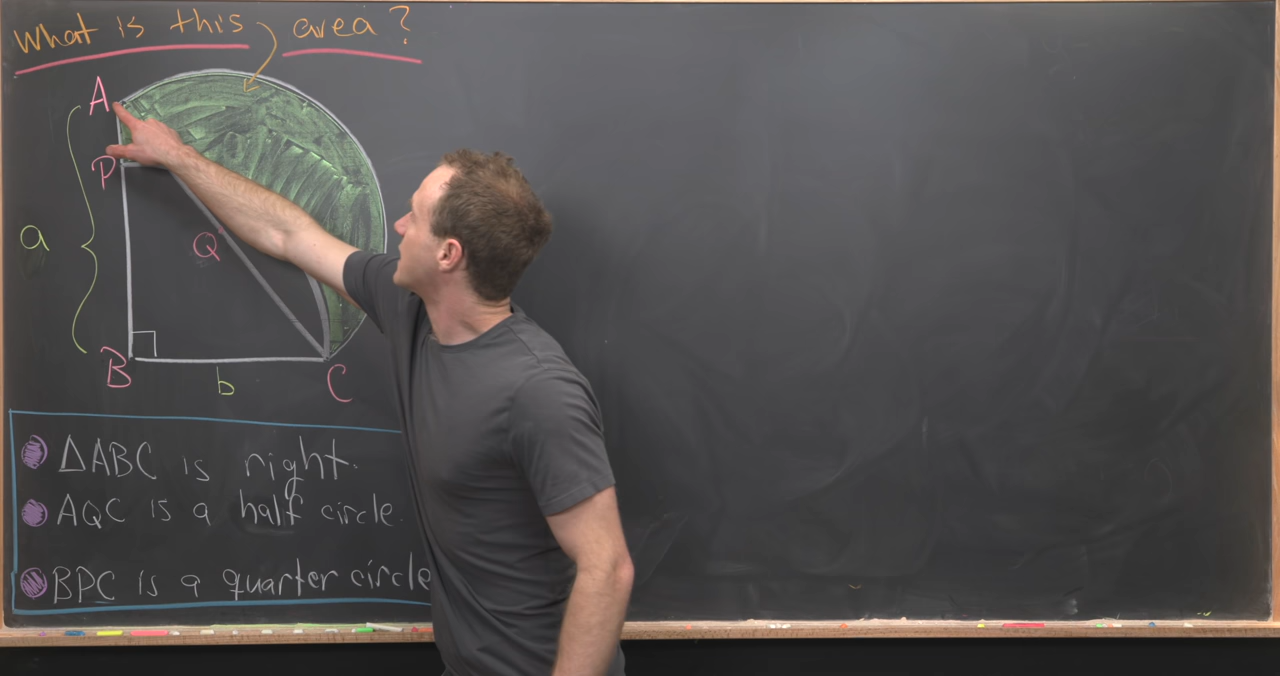 What is this area?
A
P
a
Q
B
b
C
ΔABC is right.
AQC is a half circle.
BPC is a quarter circle